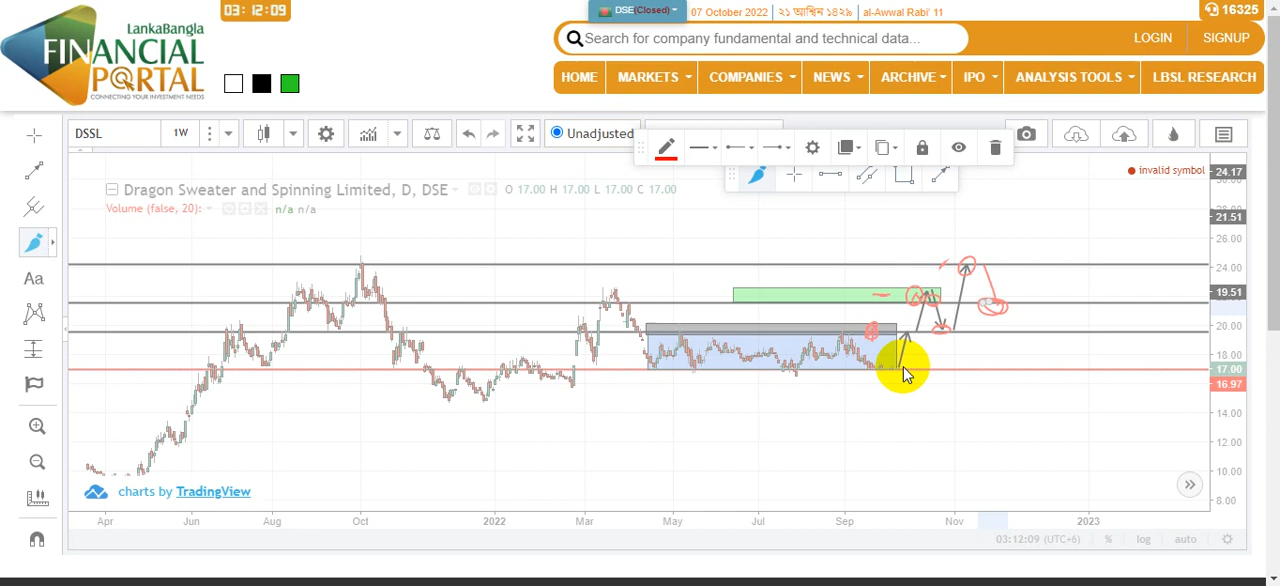 03: 12: 09
DSE(Closed)
07 October 2022
২১ আশ্বিন ১৪২৯
al-Awwal Rabi' 11
16325
LankaBangla
FINANCIAL
PORTAL
CONNECTING YOUR INVESTMENT NEEDS
Search for company fundamental and technical data...
LOGIN
SIGNUP
HOME
MARKETS
COMPANIES
NEWS
ARCHIVE
IPO
ANALYSIS TOOLS
LBSL RESEARCH
DSSL
1W
Unadjusted
invalid symbol
Dragon Sweater and Spinning Limited, D, DSE
O 17.00 H 17.00 L 17.00 C 17.00
Volume (false, 20):
n/a n/a
Aa
24.17
21.51
26.00
24.00
19.51
20.00
18.00
17.00
16.97
14.00
12.00
10.00
8.00
charts by TradingView
Apr
Jun
Aug
Oct
2022
Mar
May
Jul
Sep
Nov
2023
03:12:09 (UTC+6)
%
log
auto